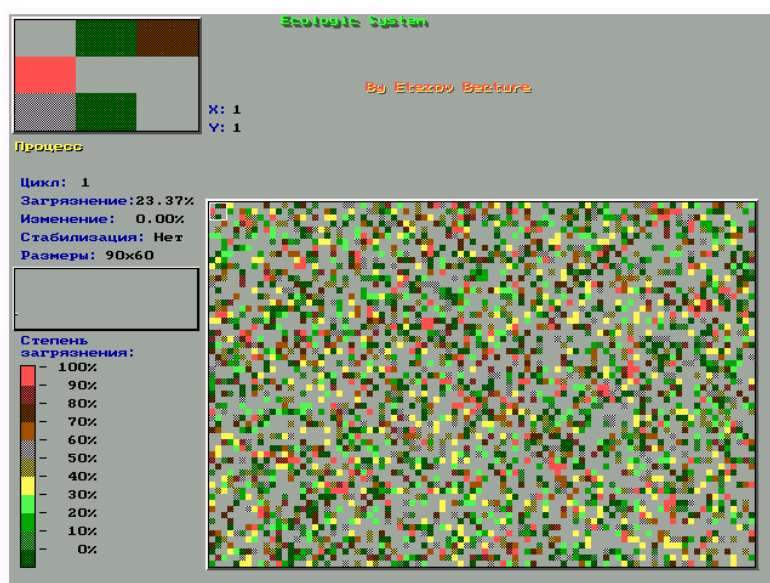 Ecologic System
By Etezov Becture
X: 1
Y: 1
Процесс
Цикл: 1
Загрязнение:23.37%
Изменение: 0.00%
Стабилизация: Нет
Размеры: 90x60
Степень
загрязнения:
100%
90%
80%
70%
60%
50%
40%
30%
20%
10%
0%